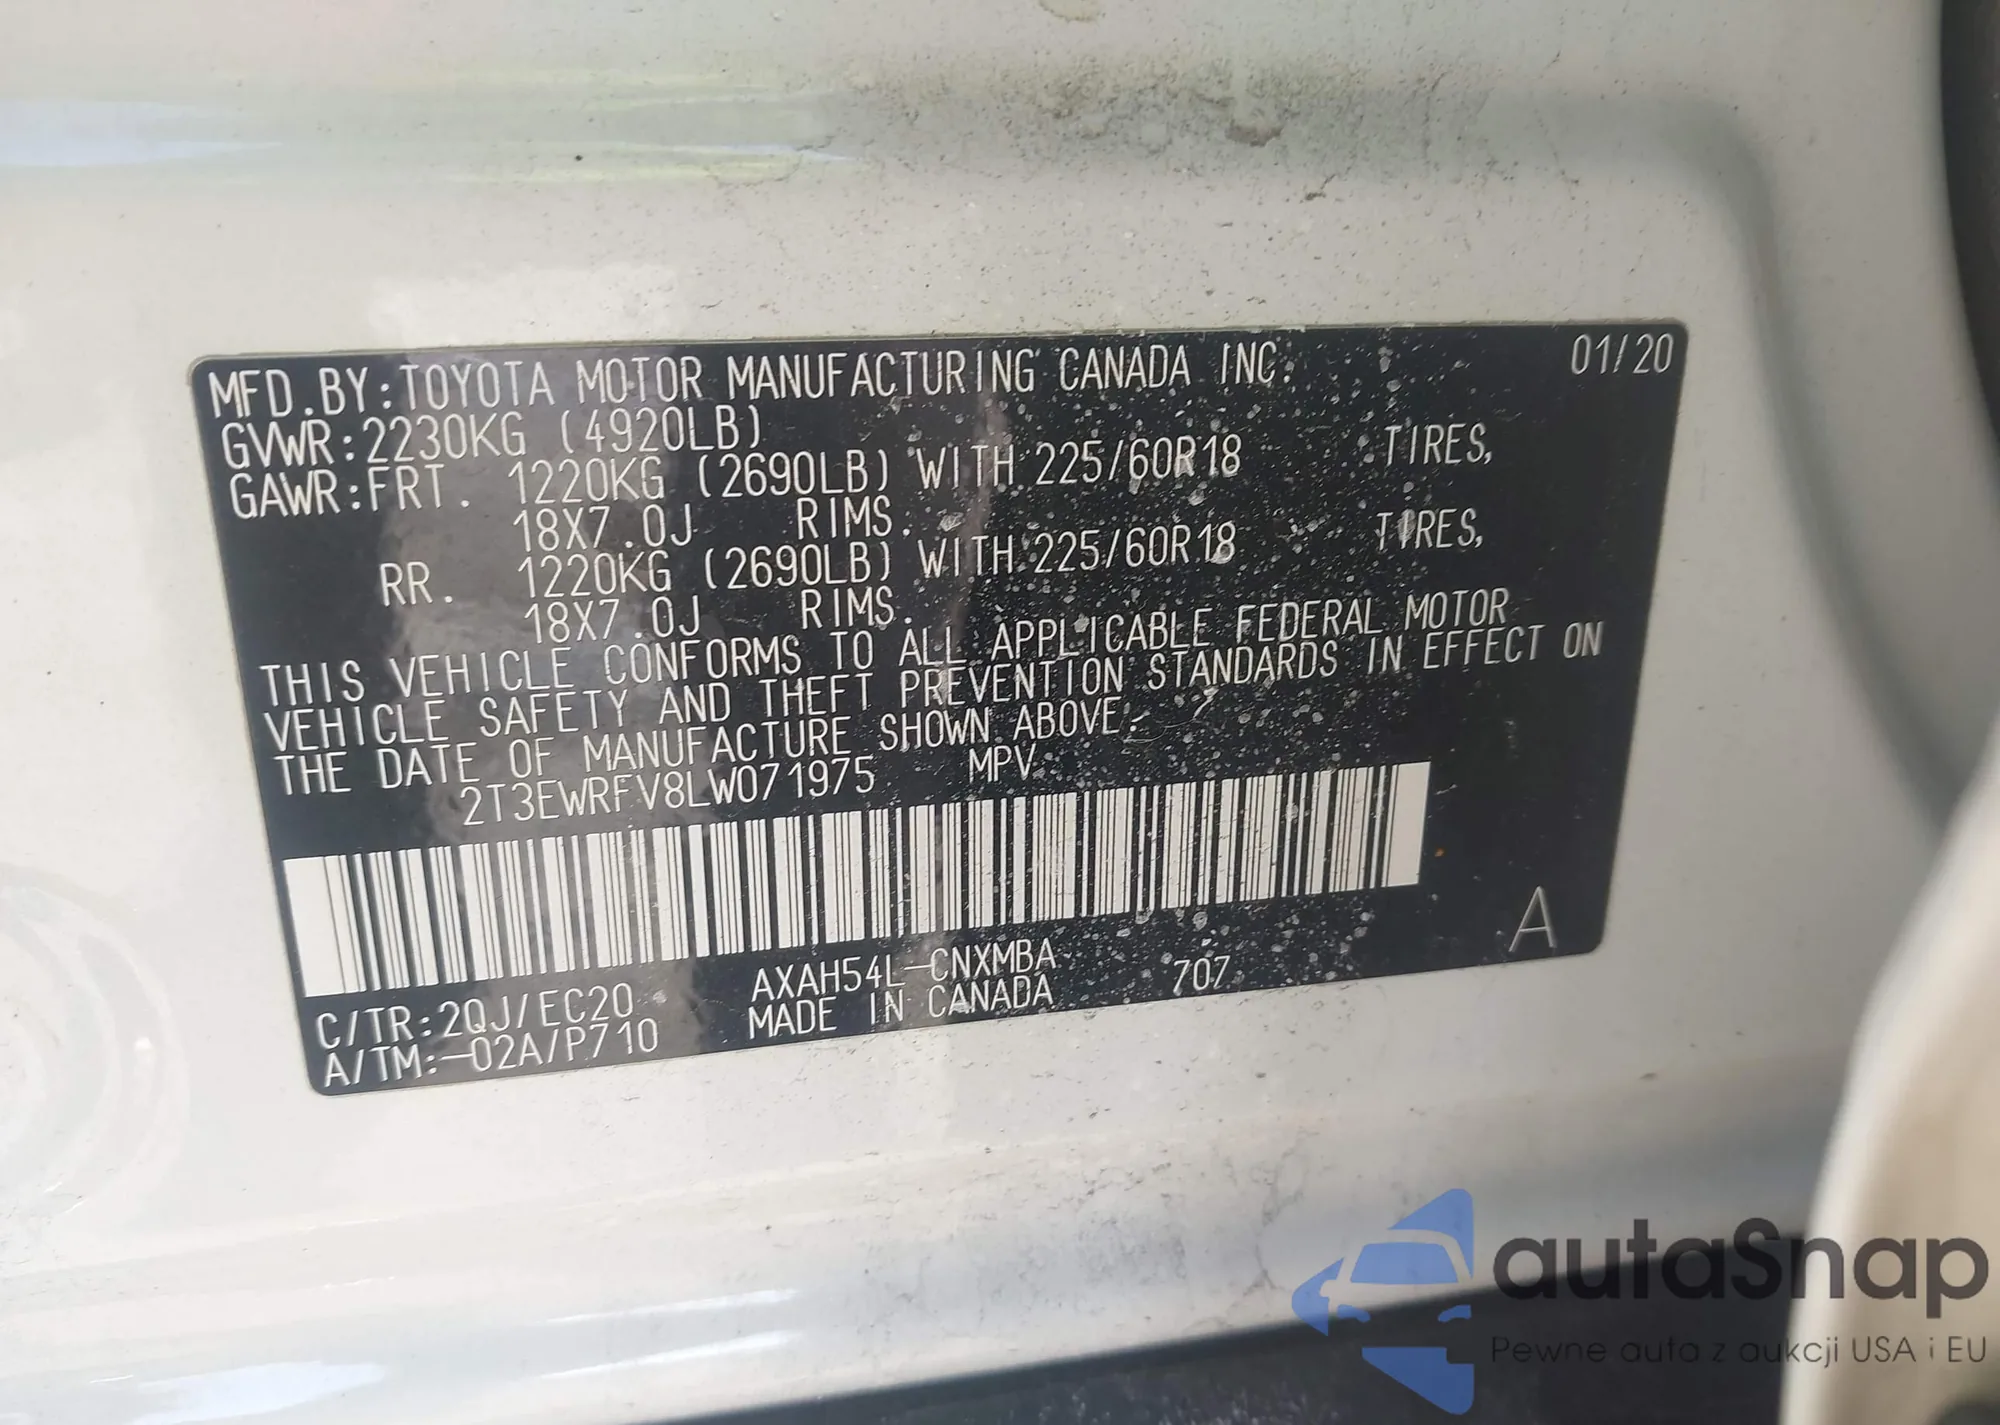 MFD.BY:TOYOTA MOTOR MANUFACTURING CANADA INC. 01/20
GVWR:2230KG (4920LB)
GAWR:FRT. 1220KG (2690LB) WITH 225/60R18 TIRES,
18X7.0J RIMS.
RR. 1220KG (2690LB) WITH 225/60R18 TIRES,
18X7.0J RIMS.
THIS VEHICLE CONFORMS TO ALL APPLICABLE FEDERAL MOTOR
VEHICLE SAFETY AND THEFT PREVENTION STANDARDS IN EFFECT ON
THE DATE OF MANUFACTURE SHOWN ABOVE.
2T3EWRFV8LW071975 MPV
C/TR:2QJ/EC20 AXAH54L-CNXMBA 707 A
A/TM:-02A/P710 MADE IN CANADA
autaSnap
Pewne auta z aukcji USA i EU